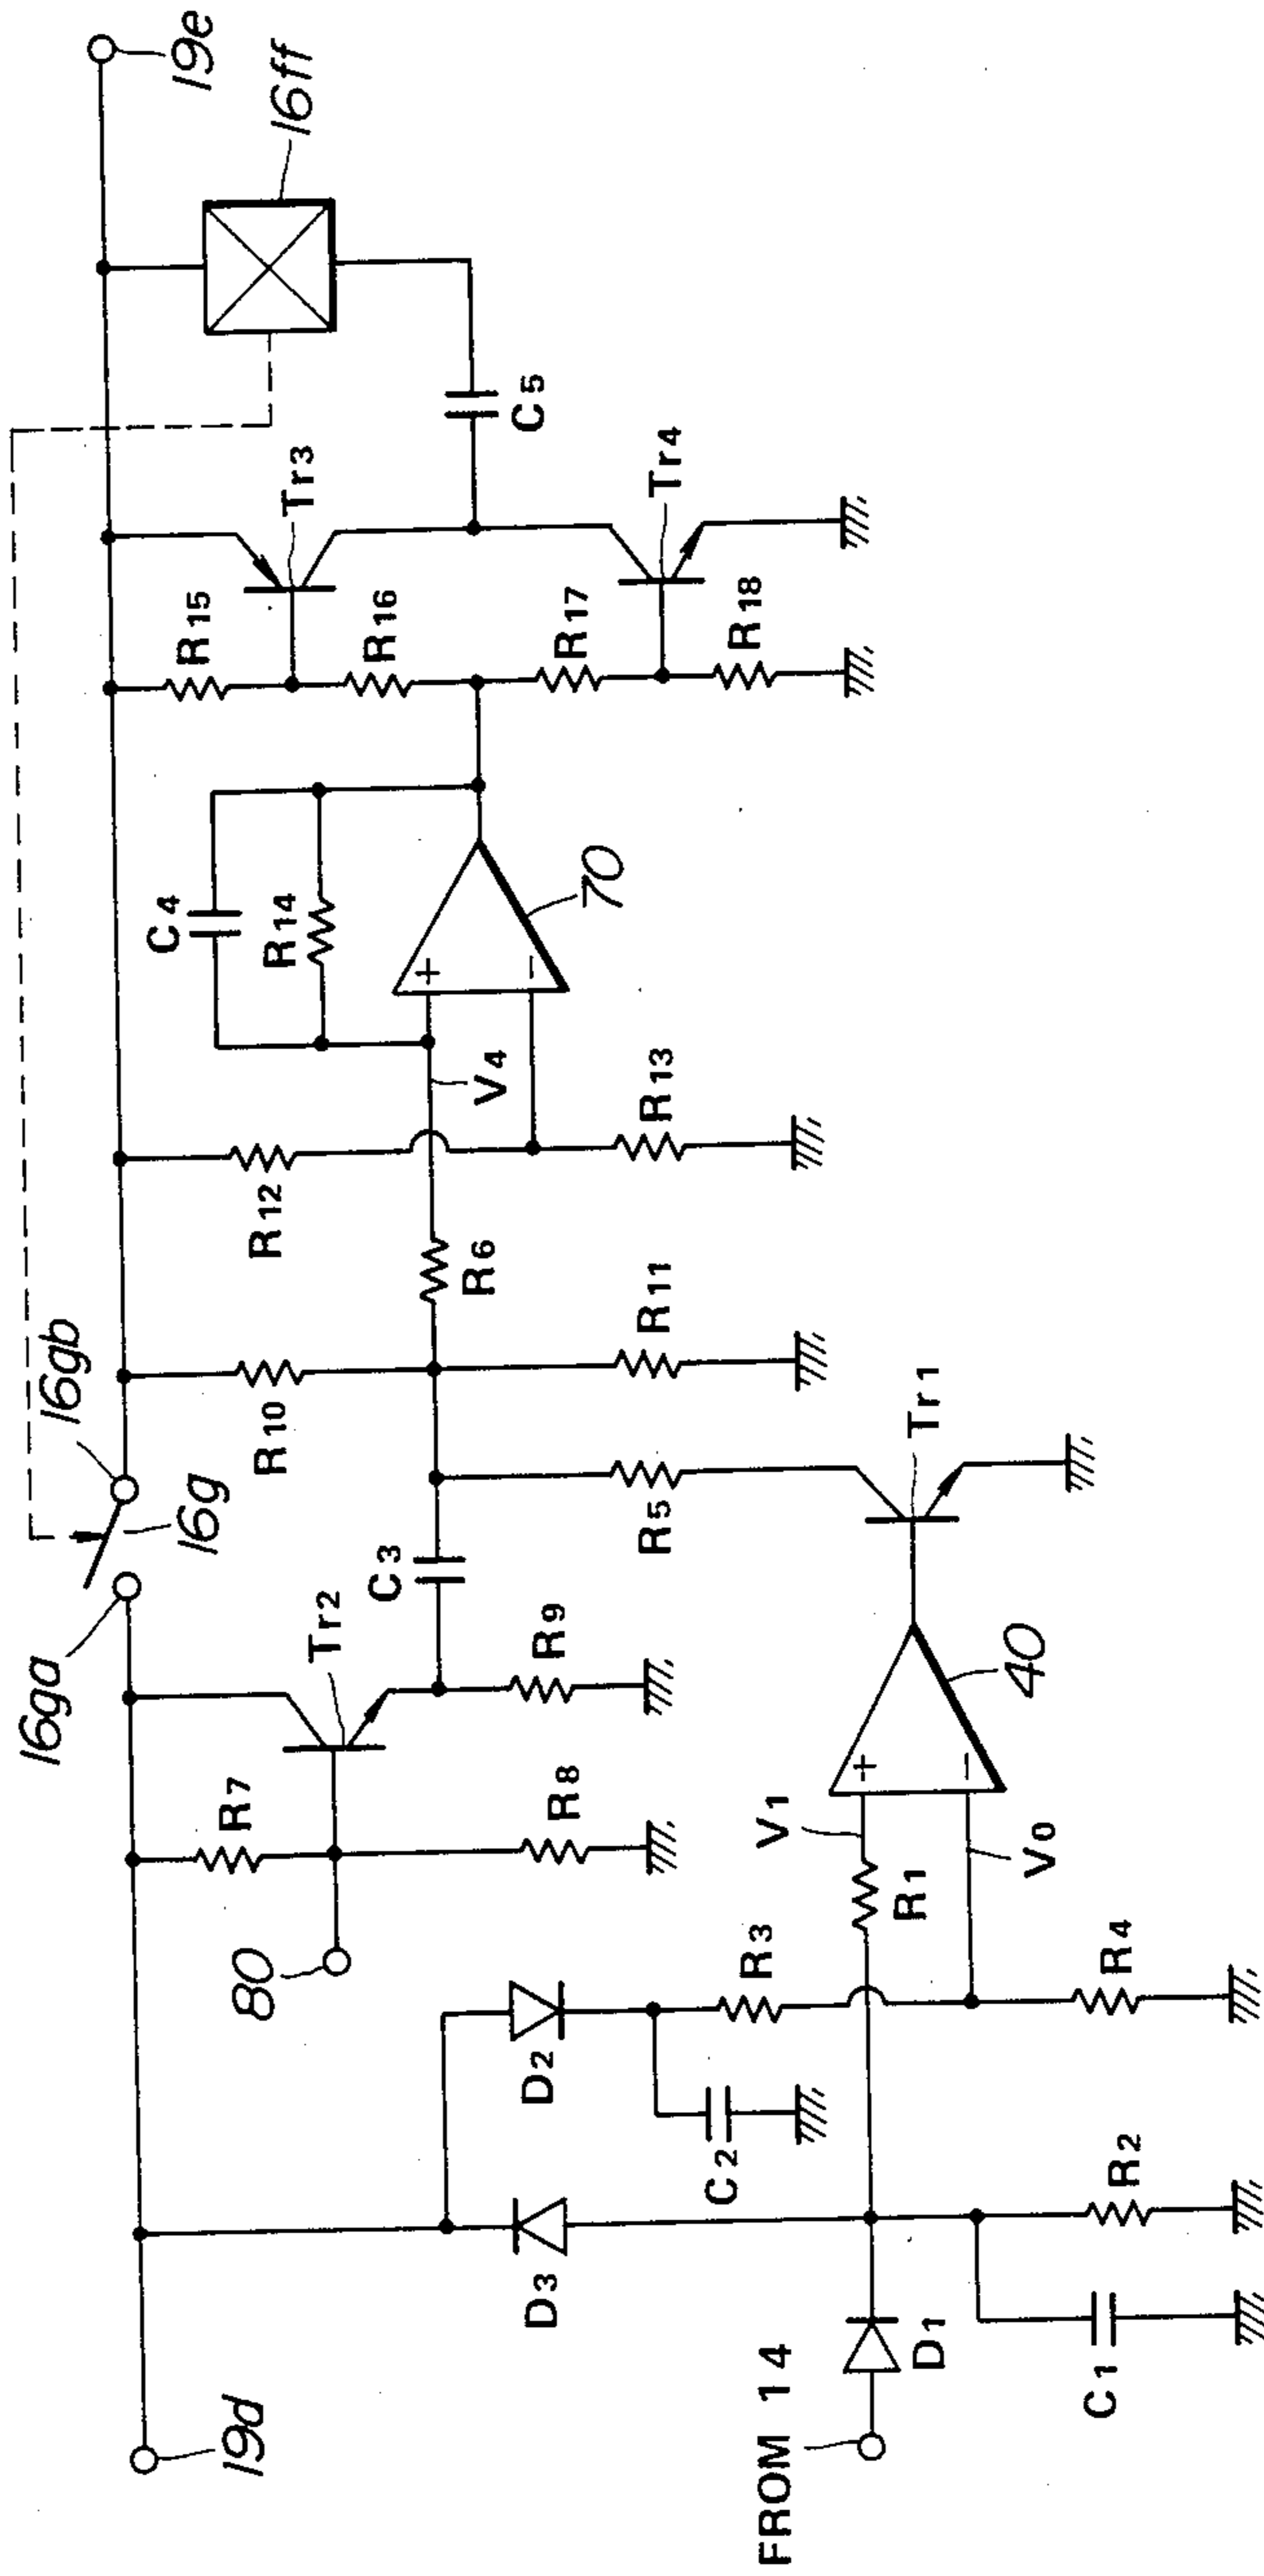 19d
16ga
16g
16gb
19e
16ff
R7
Tr2
R8
R9
80
C3
R10
R11
R6
R12
R13
V4
C4
R14
+
−
70
R15
R16
R17
R18
Tr3
Tr4
C5
D3
D2
C2
R3
R4
FROM 14
D1
C1
R2
R1
V1
V0
+
−
40
R5
Tr1